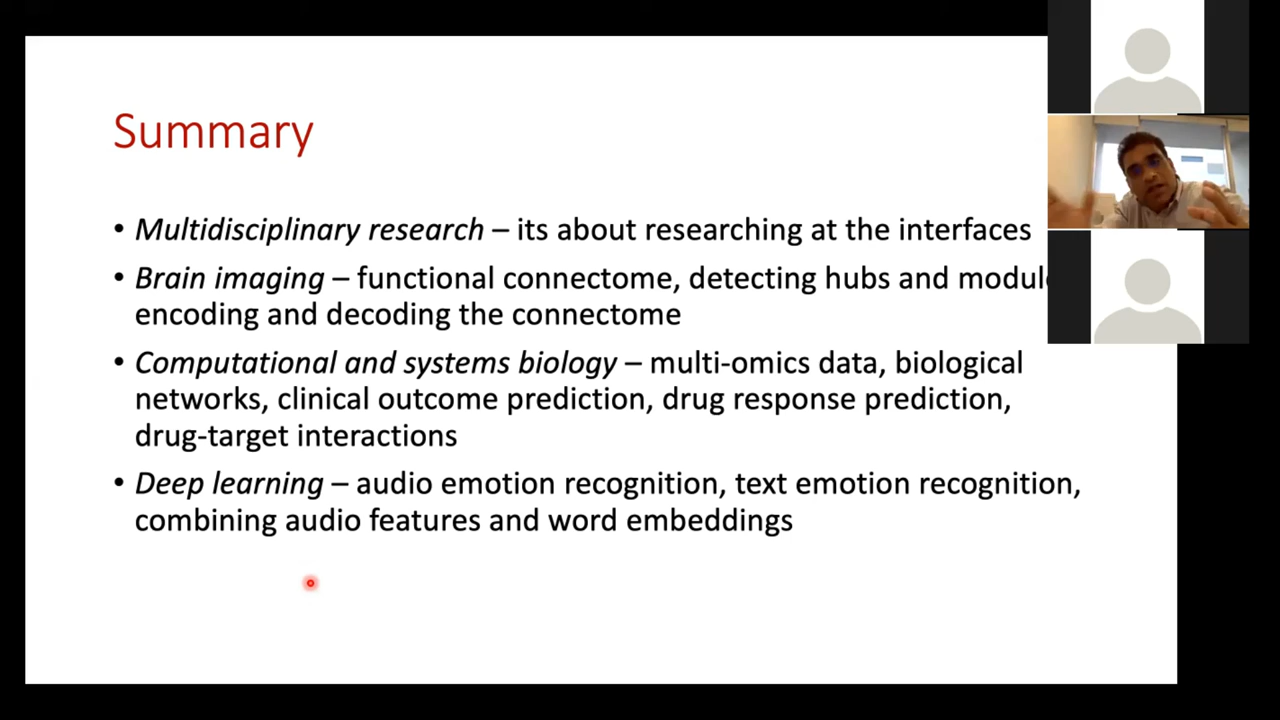 Summary
• Multidisciplinary research – its about researching at the interfaces
• Brain imaging – functional connectome, detecting hubs and
encoding and decoding the connectome
• Computational and systems biology – multi-omics data, biological
networks, clinical outcome prediction, drug response prediction,
drug-target interactions
• Deep learning – audio emotion recognition, text emotion recognition,
combining audio features and word embeddings